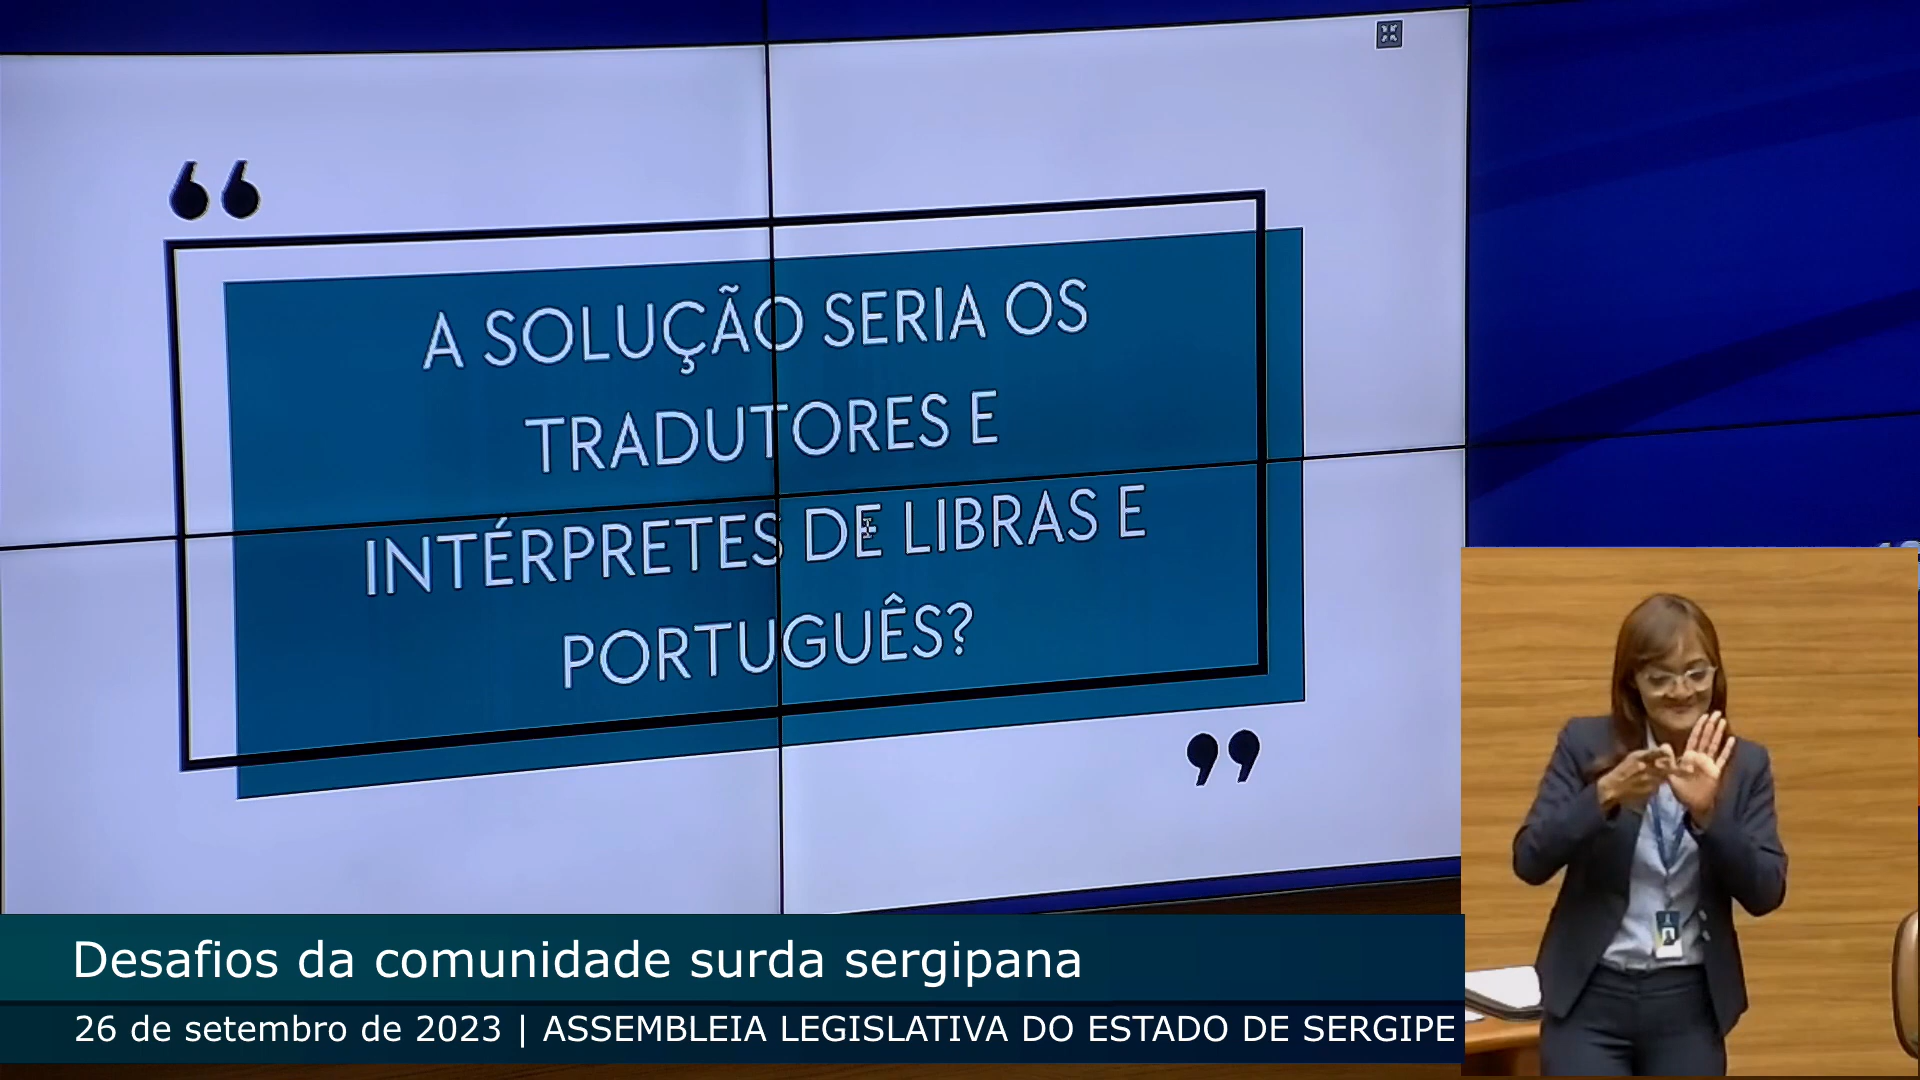 “
A SOLUÇÃO SERIA OS
TRADUTORES E
INTÉRPRETES DE LIBRAS E
PORTUGUÊS?
”
Desafios da comunidade surda sergipana
26 de setembro de 2023 | ASSEMBLEIA LEGISLATIVA DO ESTADO DE SERGIPE